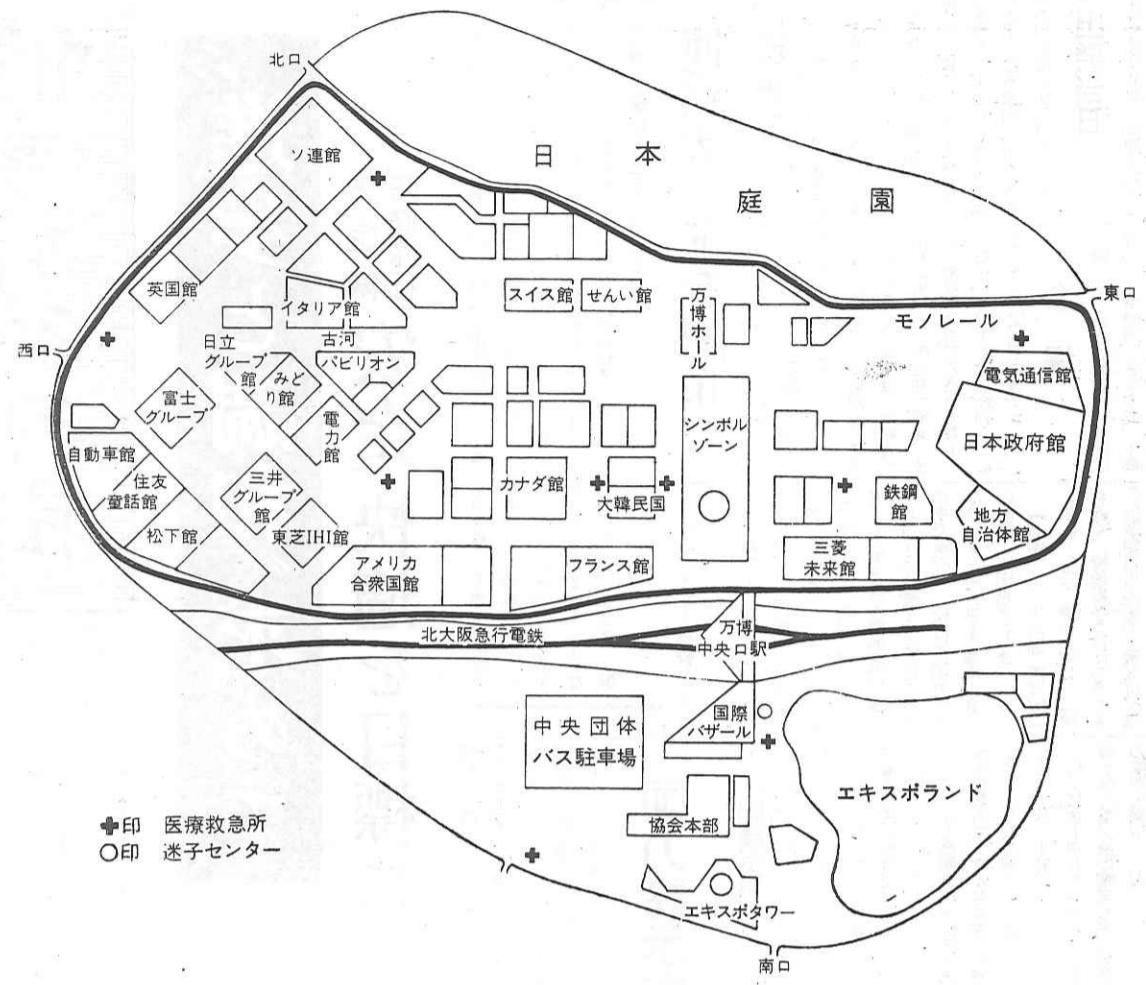 北口
ソ連館
日本
庭園
英国館
イタリア館
スイス館
せんい館
万博ホール
東口
モノレール
西口
日立
グループ
館
古河
パビリオン
みどり館
電気通信館
富士
グループ
電力館
シンボル
ゾーン
日本政府館
自動車館
住友
童話館
三井
グループ
館
カナダ館
大韓民国
鉄鋼
館
地方
自治体館
松下館
東芝IHI館
アメリカ
合衆国館
フランス館
三菱
未来館
北大阪急行電鉄
万博
中央口駅
中央団体
バス駐車場
国際
バザール
エキスポランド
協会本部
印 医療救急所
印 迷子センター
エキスポタワー
南口